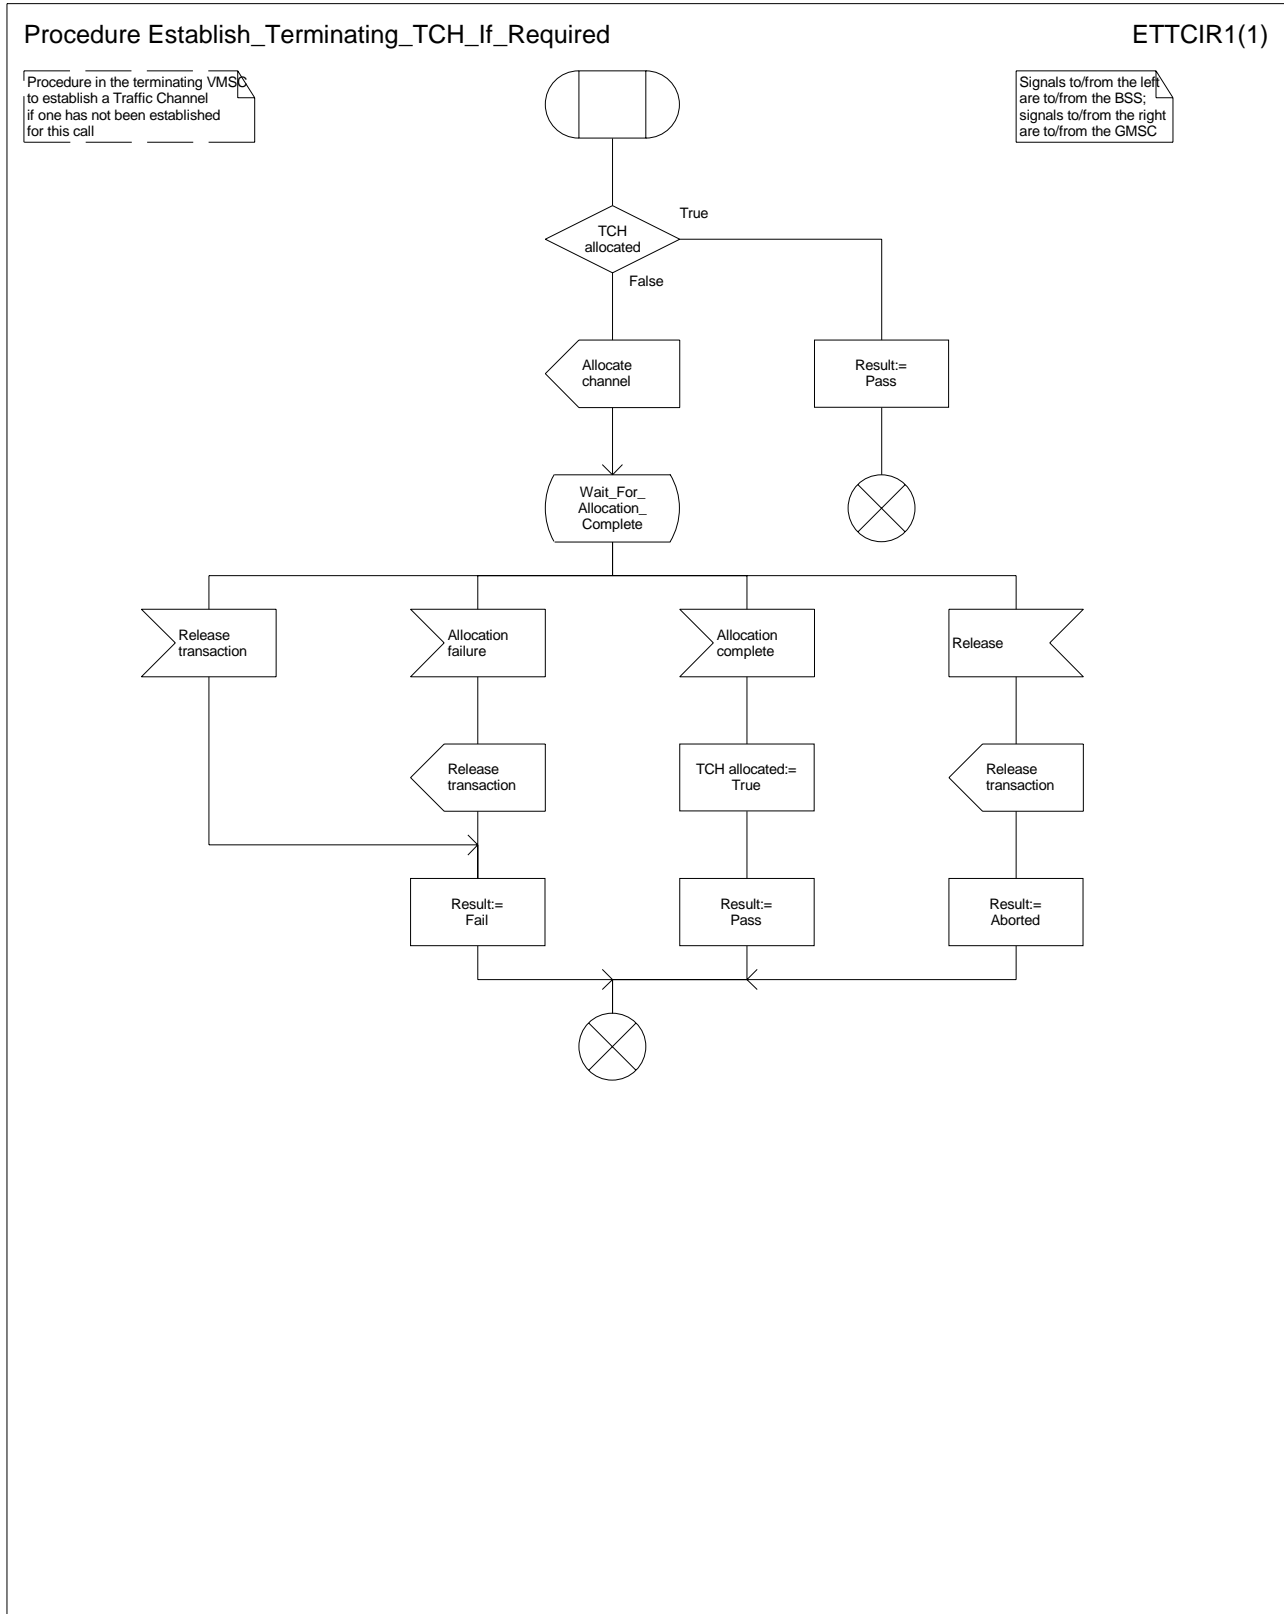 Procedure Establish_Terminating_TCH_If_Required
ETTCIR1(1)
Procedure in the terminating VMSC
to establish a Traffic Channel
if one has not been established
for this call
Signals to/from the left
are to/from the BSS;
signals to/from the right
are to/from the GMSC
TCH
allocated
True
False
Allocate
channel
Result:=
Pass
Wait_For_
Allocation_
Complete
Release
transaction
Allocation
failure
Allocation
complete
Release
Release
transaction
TCH allocated:=
True
Release
transaction
Result:=
Fail
Result:=
Pass
Result:=
Aborted